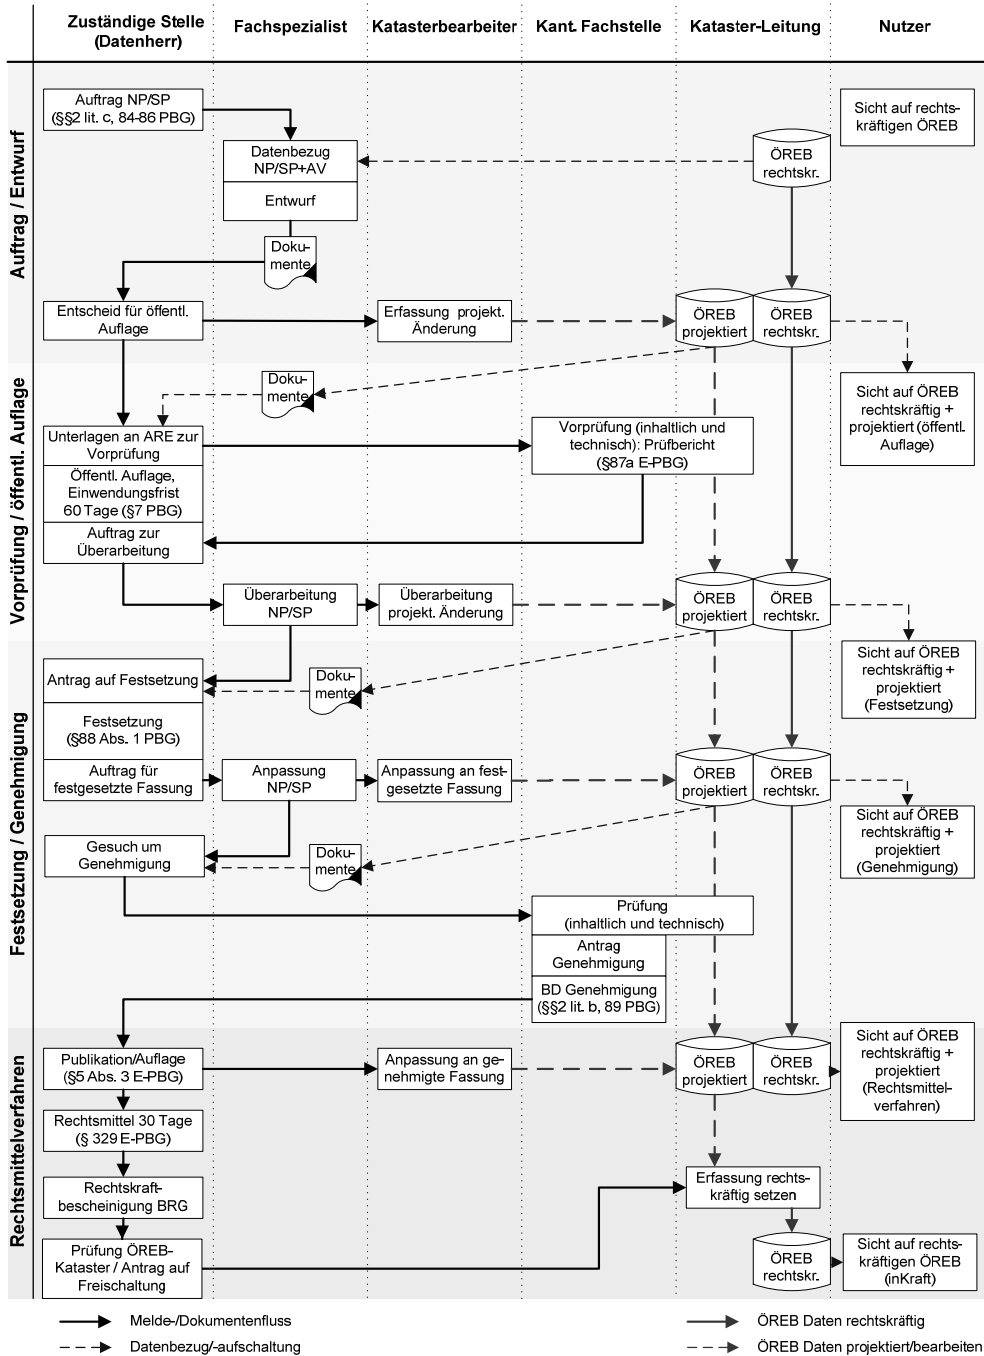 Zuständige Stelle
(Datenherr)
Fachspezialist
Katasterbearbeiter
Kant. Fachstelle
Kataster-Leitung
Nutzer
Auftrag / Entwurf
Auftrag NP/SP
(§§2 lit. c, 84-86 PBG)
Sicht auf rechts-
kräftigen ÖREB
Datenbezug
NP/SP+AV
ÖREB
rechtskr.
Entwurf
Doku-
mente
Entscheid für öffentl.
Auflage
Erfassung projekt.
Änderung
ÖREB
projektiert
ÖREB
rechtskr.
Vorprüfung / öffentl. Auflage
Doku-
mente
Sicht auf ÖREB
rechtskräftig +
projektiert (öffentl.
Auflage)
Unterlagen an ARE zur
Vorprüfung
Vorprüfung (inhaltlich und
technisch): Prüfbericht
(§87a E-PBG)
Öffentl. Auflage,
Einwendungsfrist
60 Tage (§7 PBG)
Auftrag zur
Überarbeitung
Überarbeitung
NP/SP
Überarbeitung
projekt. Änderung
ÖREB
projektiert
ÖREB
rechtskr.
Festsetzung / Genehmigung
Sicht auf ÖREB
rechtskräftig +
projektiert
(Festsetzung)
Antrag auf Festsetzung
Doku-
mente
Festsetzung
(§88 Abs. 1 PBG)
Auftrag für
festgesetzte Fassung
Anpassung
NP/SP
Anpassung an fest-
gesetzte Fassung
ÖREB
projektiert
ÖREB
rechtskr.
Sicht auf ÖREB
rechtskräftig +
projektiert
(Genehmigung)
Gesuch um
Genehmigung
Doku-
mente
Prüfung
(inhaltlich und technisch)
Antrag
Genehmigung
BD Genehmigung
(§§2 lit. b, 89 PBG)
Rechtsmittelverfahren
Publikation/Auflage
(§5 Abs. 3 E-PBG)
Anpassung an ge-
nehmigte Fassung
ÖREB
projektiert
ÖREB
rechtskr.
Sicht auf ÖREB
rechtskräftig +
projektiert
(Rechtsmittel-
verfahren)
Rechtsmittel 30 Tage
(§ 329 E-PBG)
Rechtskraft-
bescheinigung BRG
Erfassung rechts-
kräftig setzen
Prüfung ÖREB-
Kataster / Antrag auf
Freischaltung
ÖREB
rechtskr.
Sicht auf rechts-
kräftigen ÖREB
(inKraft)
Melde-/Dokumentenfluss
ÖREB Daten rechtskräftig
Datenbezug/-aufschaltung
ÖREB Daten projektiert/bearbeiten